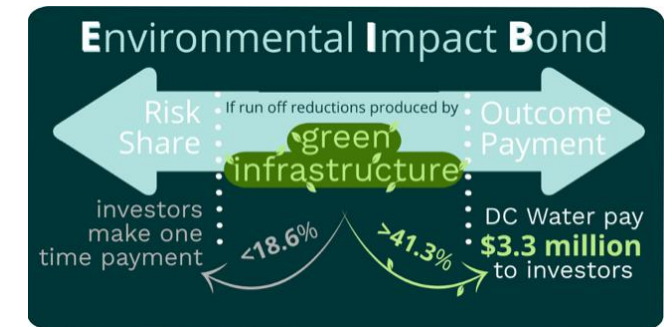 Environmental Impact Bond
Risk
Share
If run off reductions produced by
green
infrastructure
Outcome
Payment
investors
make one
time payment
<18.6%
>41.3%
DC Water pay
$3.3 million
to investors